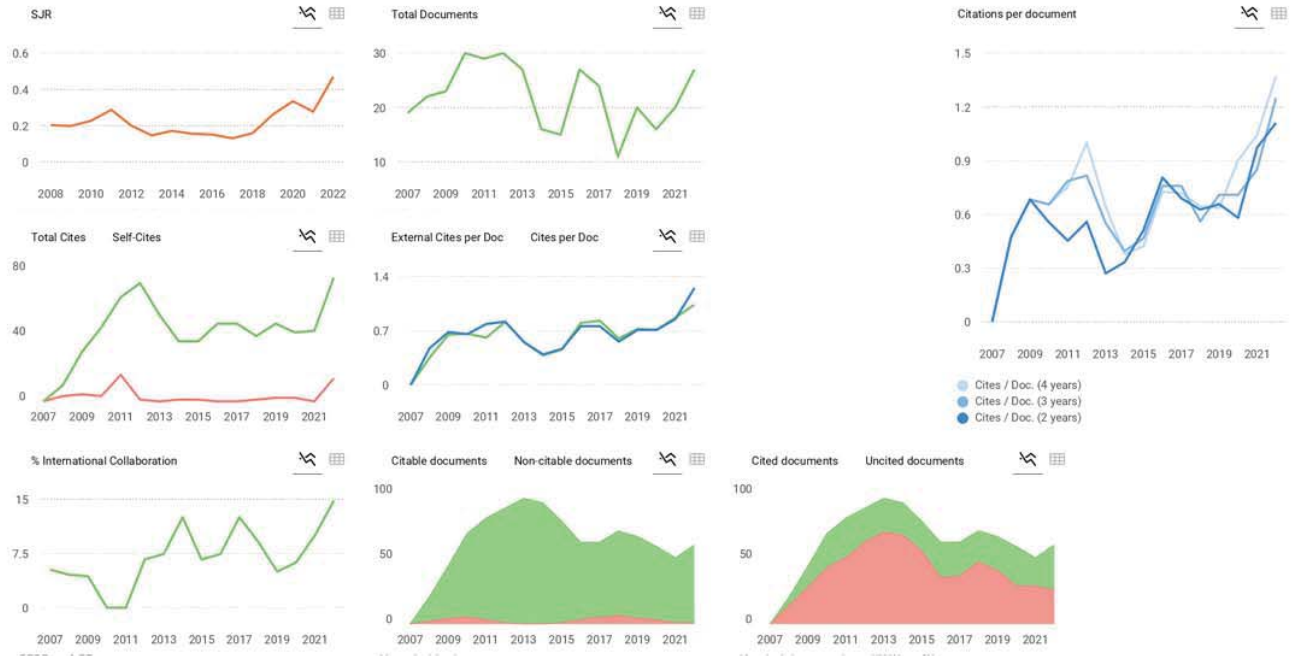 SJR
0.6
0.4
0.2
0
2008 2010 2012 2014 2016 2018 2020 2022
Total Documents
30
20
10
2007 2009 2011 2013 2015 2017 2019 2021
Citations per document
1.5
1.2
0.9
0.6
0.3
0
2007 2009 2011 2013 2015 2017 2019 2021
Cites / Doc. (4 years)
Cites / Doc. (3 years)
Cites / Doc. (2 years)
Total Cites Self-Cites
80
40
0
2007 2009 2011 2013 2015 2017 2019 2021
External Cites per Doc Cites per Doc
1.4
0.7
0
2007 2009 2011 2013 2015 2017 2019 2021
% International Collaboration
15
7.5
0
2007 2009 2011 2013 2015 2017 2019 2021
Citable documents Non-citable documents
100
50
0
2007 2009 2011 2013 2015 2017 2019 2021
Cited documents Uncited documents
100
50
0
2007 2009 2011 2013 2015 2017 2019 2021